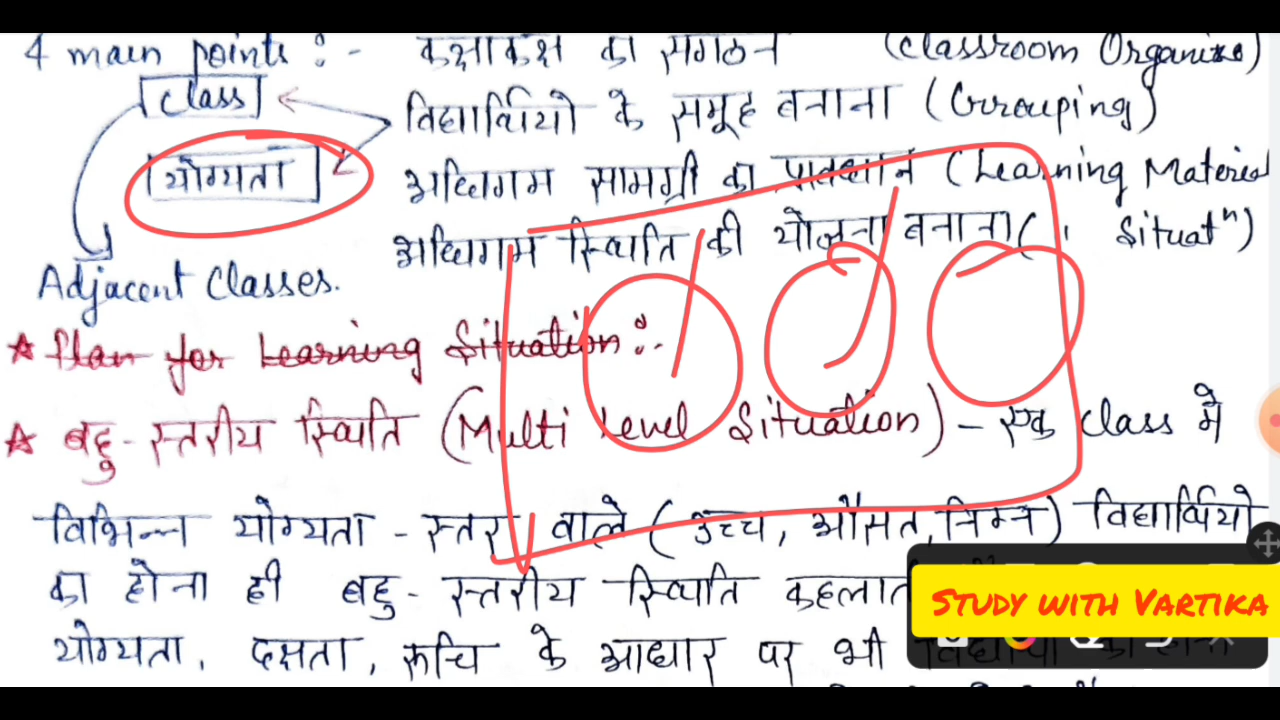 4 main points :- कक्षाकक्ष का संगठन (Classroom Organize)
Class
विद्यार्थियो के समूह बनाना (Grouping)
योग्यता
अधिगम सामग्री का प्रावधान (Learning Material
अधिगम स्थिति की योजना बनाना ( " Situatⁿ)
Adjacent Classes.
★ Plan for Learning Situation :-
★ बहु-स्तरीय स्थिति (Multi Level Situation) - एक Class मे
विभिन्न योग्यता - स्तर वाले (उच्च, औसत, निम्न) विद्यार्थियो
का होना ही बहु-स्तरीय स्थिति
योग्यता, दक्षता, रूचि के आधार पर भी
Study with Vartika